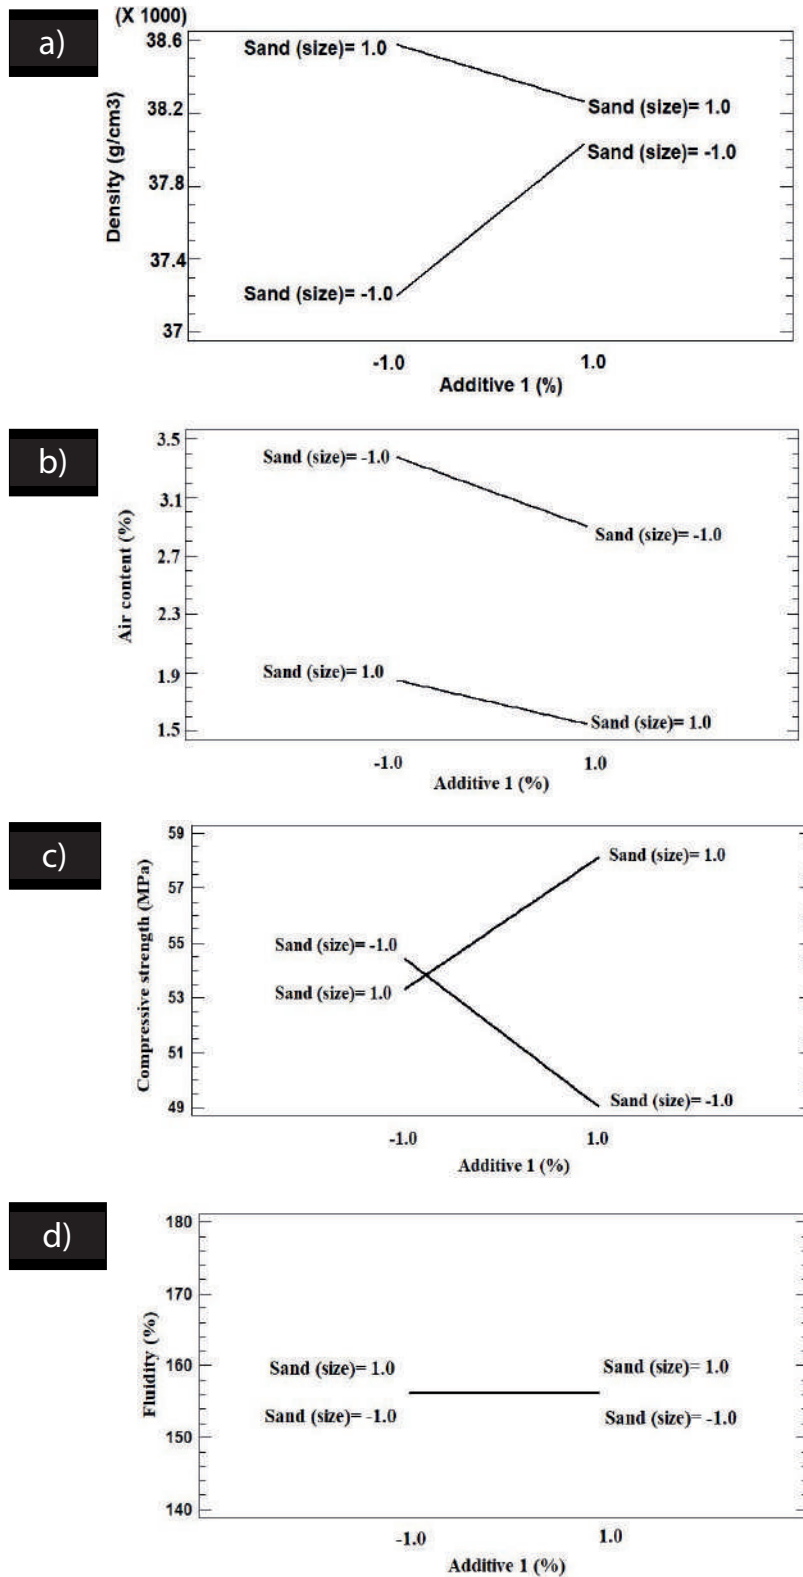 a)
(X 1000)
38.6
38.2
37.8
37.4
37
Density (g/cm3)
Sand (size)= 1.0
Sand (size)= 1.0
Sand (size)= -1.0
Sand (size)= -1.0
-1.0 1.0
Additive 1 (%)
b)
3.5
3.1
2.7
2.3
1.9
1.5
Air content (%)
Sand (size)= -1.0
Sand (size)= -1.0
Sand (size)= 1.0
Sand (size)= 1.0
-1.0 1.0
Additive 1 (%)
c)
59
57
55
53
51
49
Compressive strength (MPa)
Sand (size)= 1.0
Sand (size)= -1.0
Sand (size)= 1.0
Sand (size)= -1.0
-1.0 1.0
Additive 1 (%)
d)
180
170
160
150
140
Fluidity (%)
Sand (size)= 1.0 Sand (size)= 1.0
Sand (size)= -1.0 Sand (size)= -1.0
-1.0 1.0
Additive 1 (%)